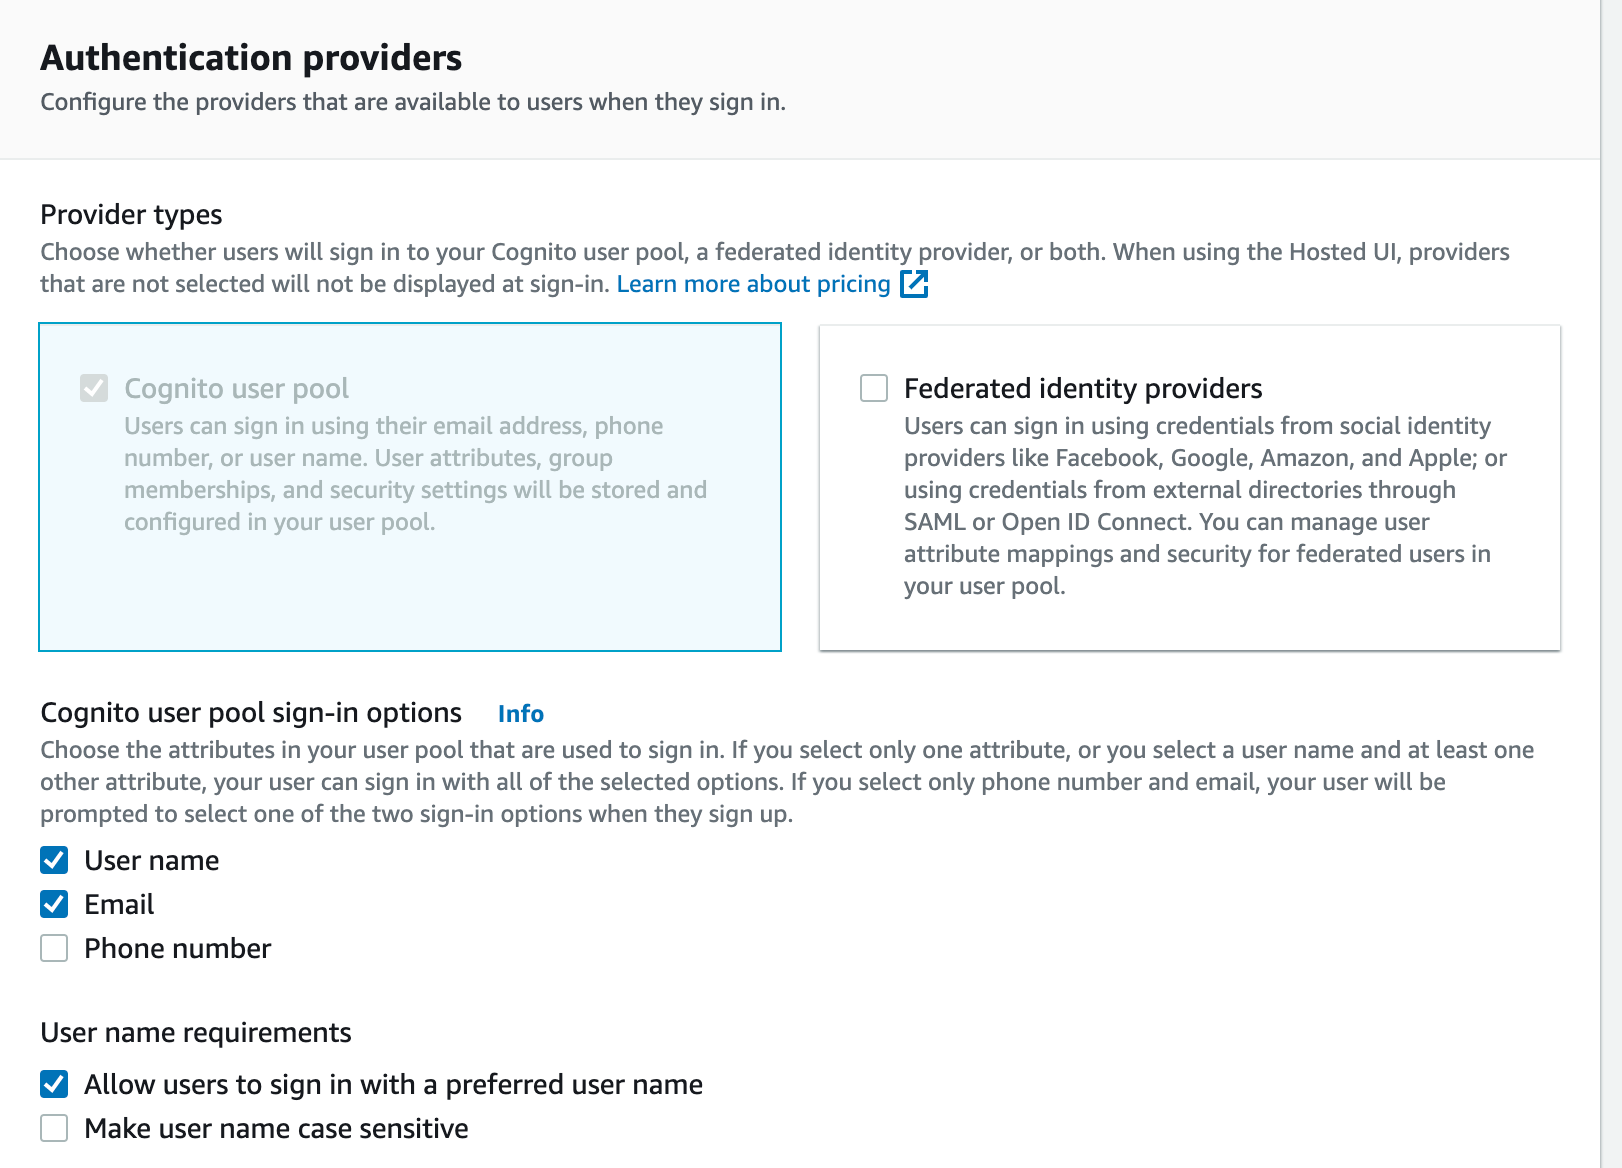 Authentication providers
Configure the providers that are available to users when they sign in.
Provider types
Choose whether users will sign in to your Cognito user pool, a federated identity provider, or both. When using the Hosted UI, providers
that are not selected will not be displayed at sign-in. Learn more about pricing
Cognito user pool
Users can sign in using their email address, phone
number, or user name. User attributes, group
memberships, and security settings will be stored and
configured in your user pool.
Federated identity providers
Users can sign in using credentials from social identity
providers like Facebook, Google, Amazon, and Apple; or
using credentials from external directories through
SAML or Open ID Connect. You can manage user
attribute mappings and security for federated users in
your user pool.
Cognito user pool sign-in options Info
Choose the attributes in your user pool that are used to sign in. If you select only one attribute, or you select a user name and at least one
other attribute, your user can sign in with all of the selected options. If you select only phone number and email, your user will be
prompted to select one of the two sign-in options when they sign up.
User name
Email
Phone number
User name requirements
Allow users to sign in with a preferred user name
Make user name case sensitive